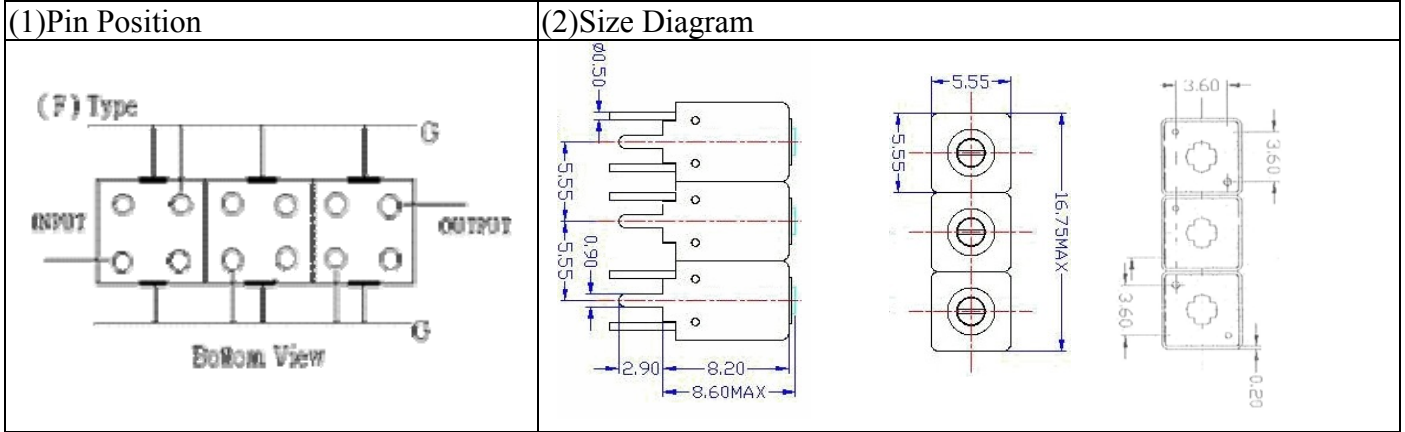 (1)Pin Position
(2)Size Diagram
(F) Type
G
INPUT
OUTPUT
G
Bottom View
Ø0.50
5.55
5.55
0.90
2.90
8.20
8.60MAX
5.55
5.55
16.75MAX
3.60
3.60
3.60
0.20